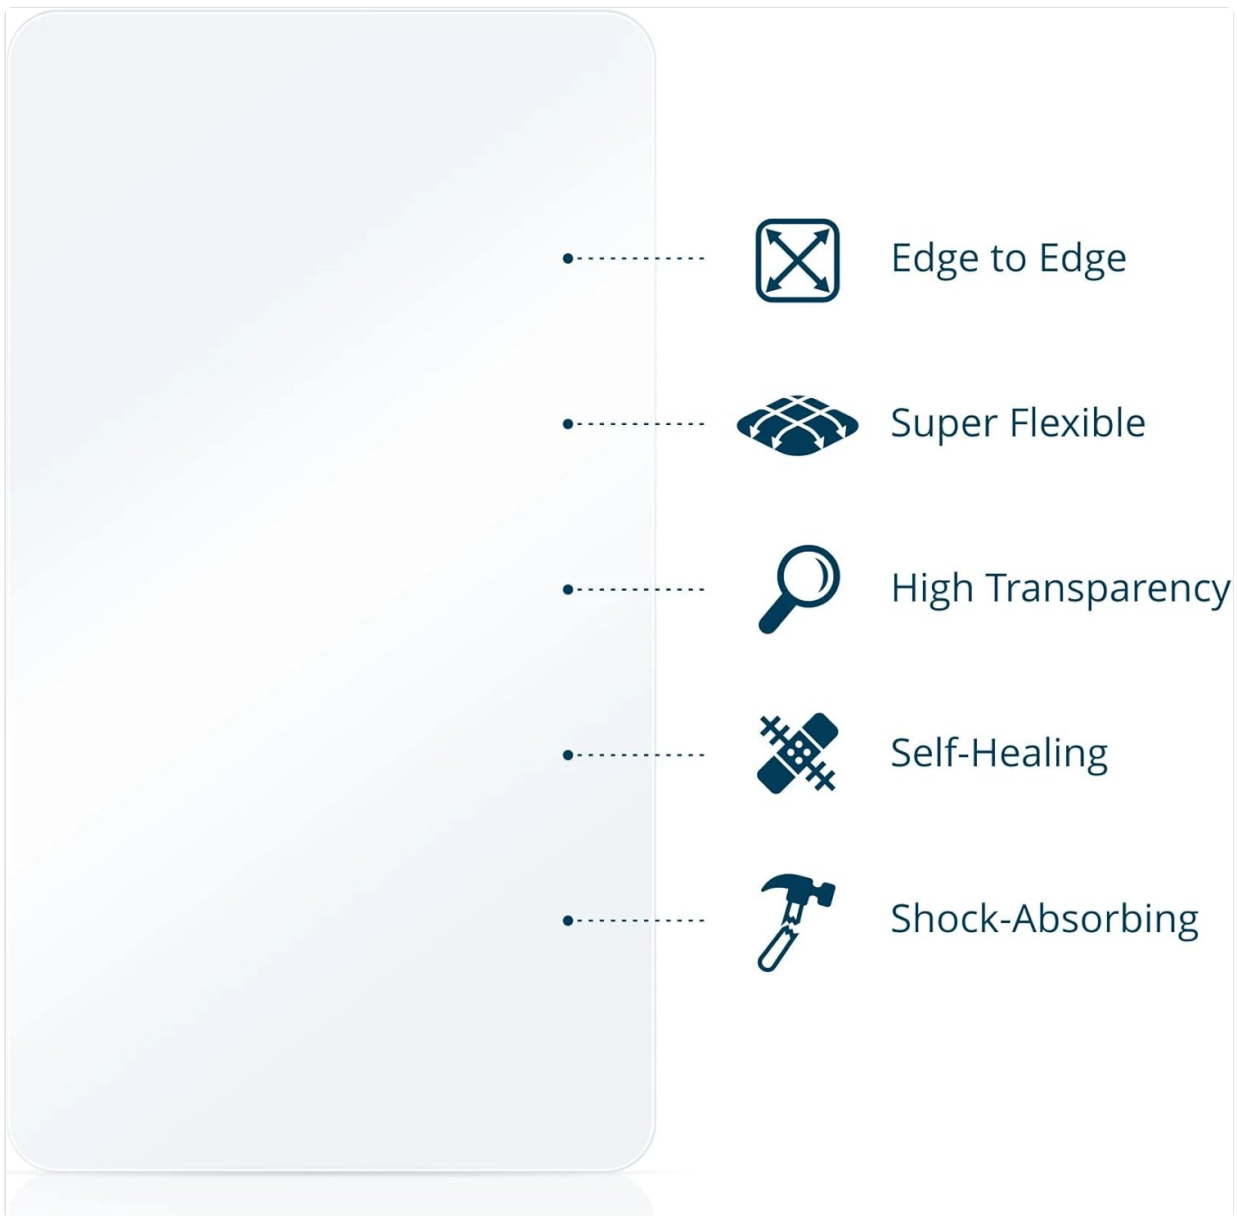 Edge to Edge
Super Flexible
High Transparency
Self-Healing
Shock-Absorbing